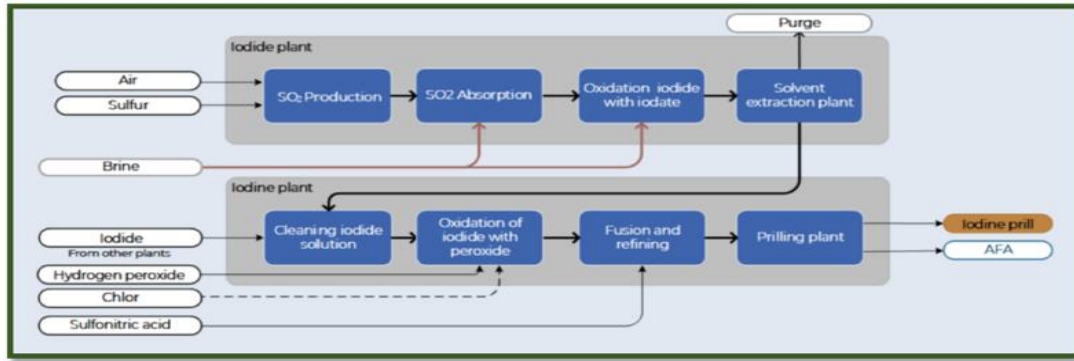 Purge
Iodide plant
Air
Sulfur
SO₂ Production
SO2 Absorption
Oxidation iodide
with iodate
Solvent
extraction plant
Brine
Iodine plant
Iodide
From other plants
Cleaning iodide
solution
Oxidation of
iodide with
peroxide
Fusion and
refining
Prilling plant
Iodine prill
AFA
Hydrogen peroxide
Chlor
Sulfonitric acid